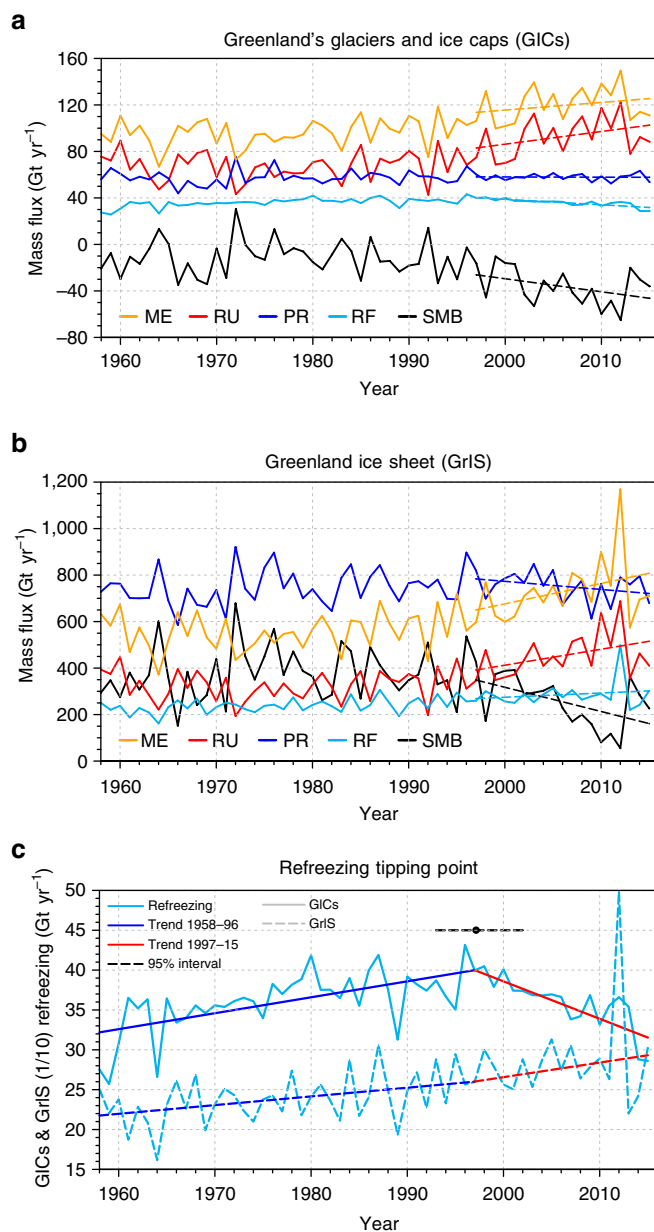 a
Greenland's glaciers and ice caps (GICs)
160
120
80
40
0
−40
−80
Mass flux (Gt yr⁻¹)
ME RU PR RF SMB
1960 1970 1980 1990 2000 2010
Year
b
Greenland ice sheet (GrIS)
1,200
1,000
800
600
400
200
0
Mass flux (Gt yr⁻¹)
ME RU PR RF SMB
1960 1970 1980 1990 2000 2010
Year
c
Refreezing tipping point
50
45
40
35
30
25
20
15
GICs & GrIS (1/10) refreezing (Gt yr⁻¹)
Refreezing GICs
Trend 1958–96 GrIS
Trend 1997–15
95% interval
1960 1970 1980 1990 2000 2010
Year